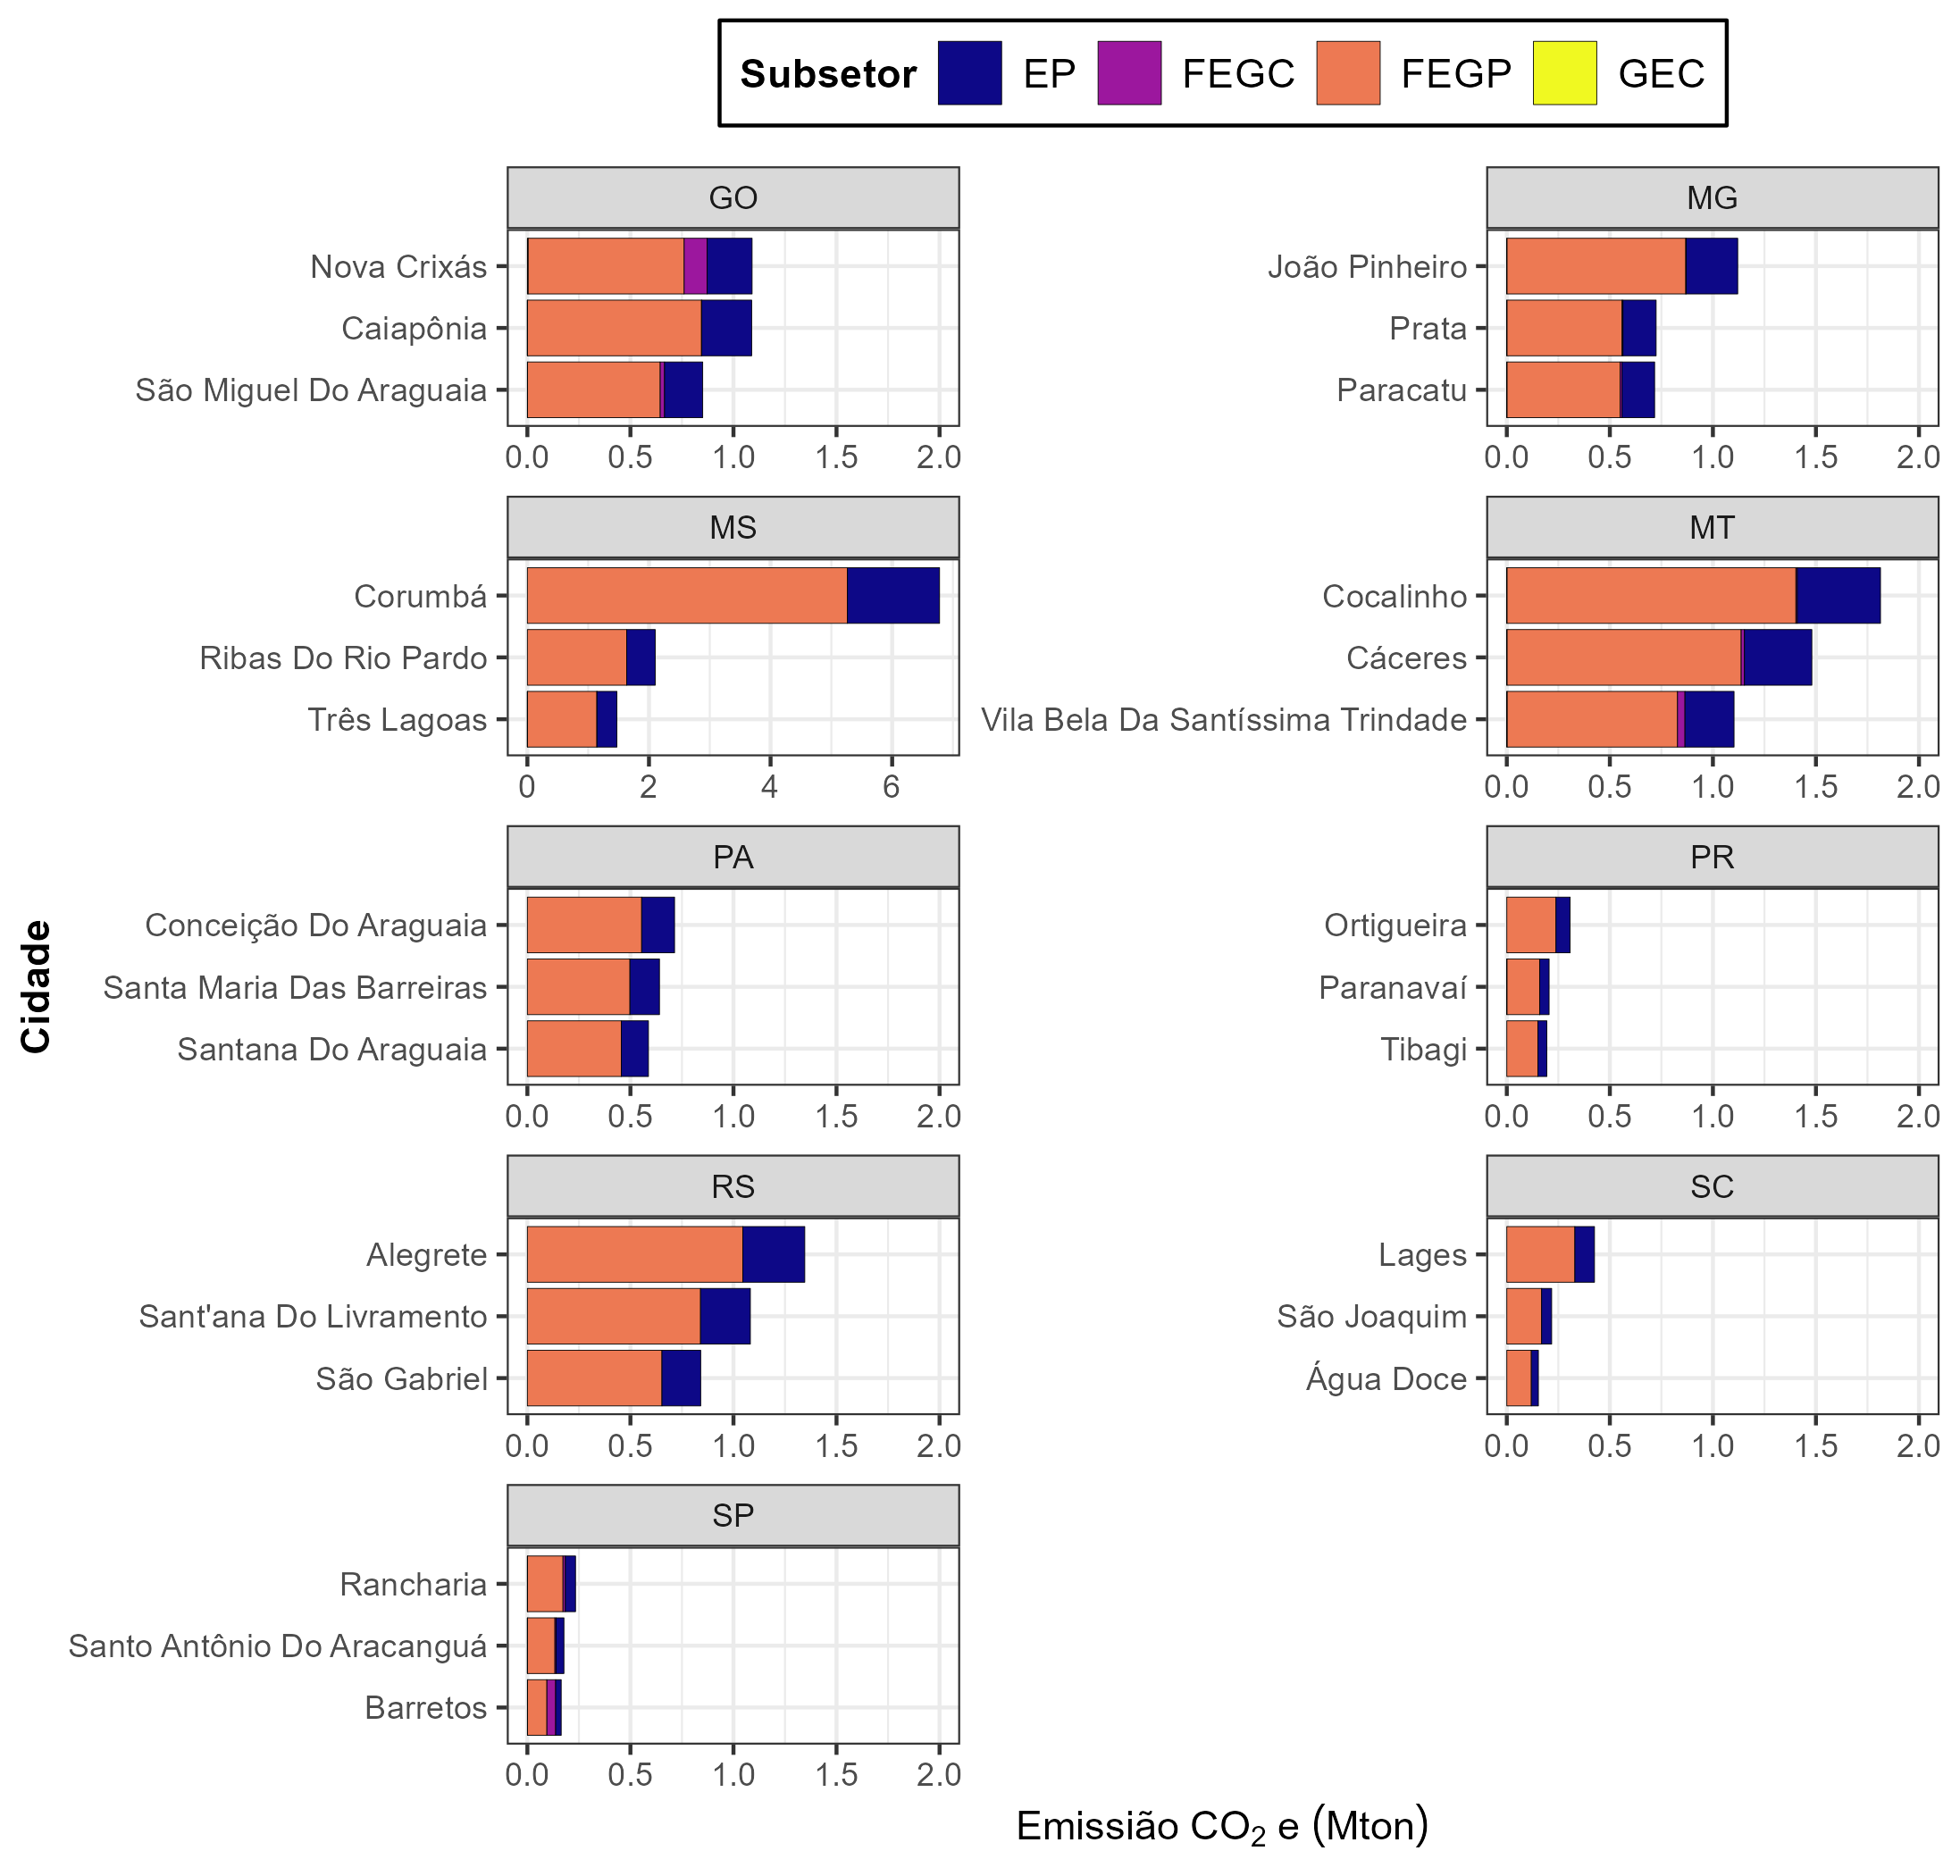 Subsetor EP FEGC FEGP GEC
GO
Nova Crixás
Caiapônia
São Miguel Do Araguaia
0.0 0.5 1.0 1.5 2.0
MG
João Pinheiro
Prata
Paracatu
0.0 0.5 1.0 1.5 2.0
MS
Corumbá
Ribas Do Rio Pardo
Três Lagoas
0 2 4 6
MT
Cocalinho
Cáceres
Vila Bela Da Santíssima Trindade
0.0 0.5 1.0 1.5 2.0
PA
Conceição Do Araguaia
Santa Maria Das Barreiras
Santana Do Araguaia
0.0 0.5 1.0 1.5 2.0
PR
Ortigueira
Paranavaí
Tibagi
0.0 0.5 1.0 1.5 2.0
RS
Alegrete
Sant'ana Do Livramento
São Gabriel
0.0 0.5 1.0 1.5 2.0
SC
Lages
São Joaquim
Água Doce
0.0 0.5 1.0 1.5 2.0
SP
Rancharia
Santo Antônio Do Aracanguá
Barretos
0.0 0.5 1.0 1.5 2.0
Cidade
Emissião CO₂ e (Mton)